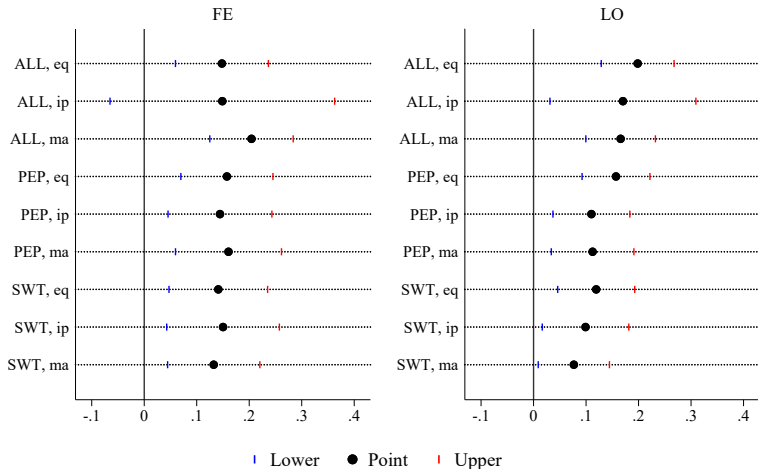 FE
ALL, eq
ALL, ip
ALL, ma
PEP, eq
PEP, ip
PEP, ma
SWT, eq
SWT, ip
SWT, ma
-.1 0 .1 .2 .3 .4
LO
ALL, eq
ALL, ip
ALL, ma
PEP, eq
PEP, ip
PEP, ma
SWT, eq
SWT, ip
SWT, ma
-.1 0 .1 .2 .3 .4
Lower Point Upper